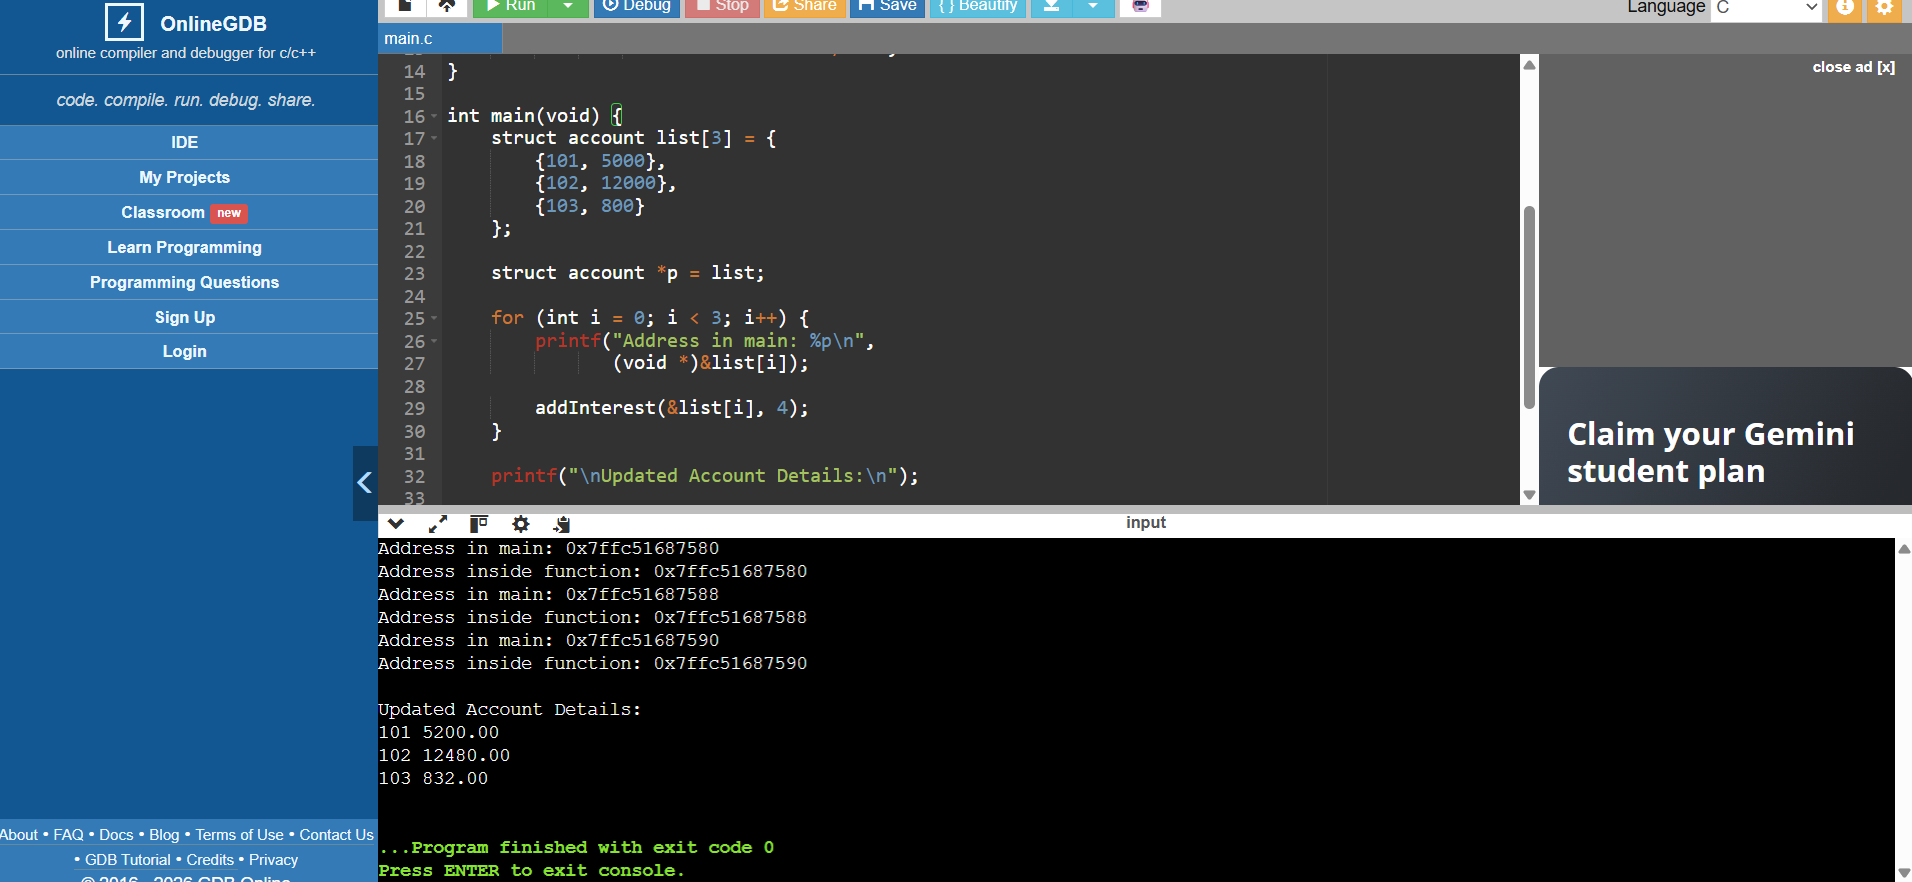 OnlineGDB
online compiler and debugger for c/c++
code. compile. run. debug. share.
IDE
My Projects
Classroom new
Learn Programming
Programming Questions
Sign Up
Login
About • FAQ • Docs • Blog • Terms of Use • Contact Us
• GDB Tutorial • Credits • Privacy
© 2016 - 2026 GDB Online
Run Debug Stop Share Save { } Beautify Language C
main.c
14 }
15
16 int main(void) {
17     struct account list[3] = {
18         {101, 5000},
19         {102, 12000},
20         {103, 800}
21     };
22
23     struct account *p = list;
24
25     for (int i = 0; i < 3; i++) {
26         printf("Address in main: %p\n",
27                (void *)&list[i]);
28
29         addInterest(&list[i], 4);
30     }
31
32     printf("\nUpdated Account Details:\n");
33
close ad [x]
Claim your Gemini
student plan
input
Address in main: 0x7ffc51687580
Address inside function: 0x7ffc51687580
Address in main: 0x7ffc51687588
Address inside function: 0x7ffc51687588
Address in main: 0x7ffc51687590
Address inside function: 0x7ffc51687590
Updated Account Details:
101 5200.00
102 12480.00
103 832.00
...Program finished with exit code 0
Press ENTER to exit console.